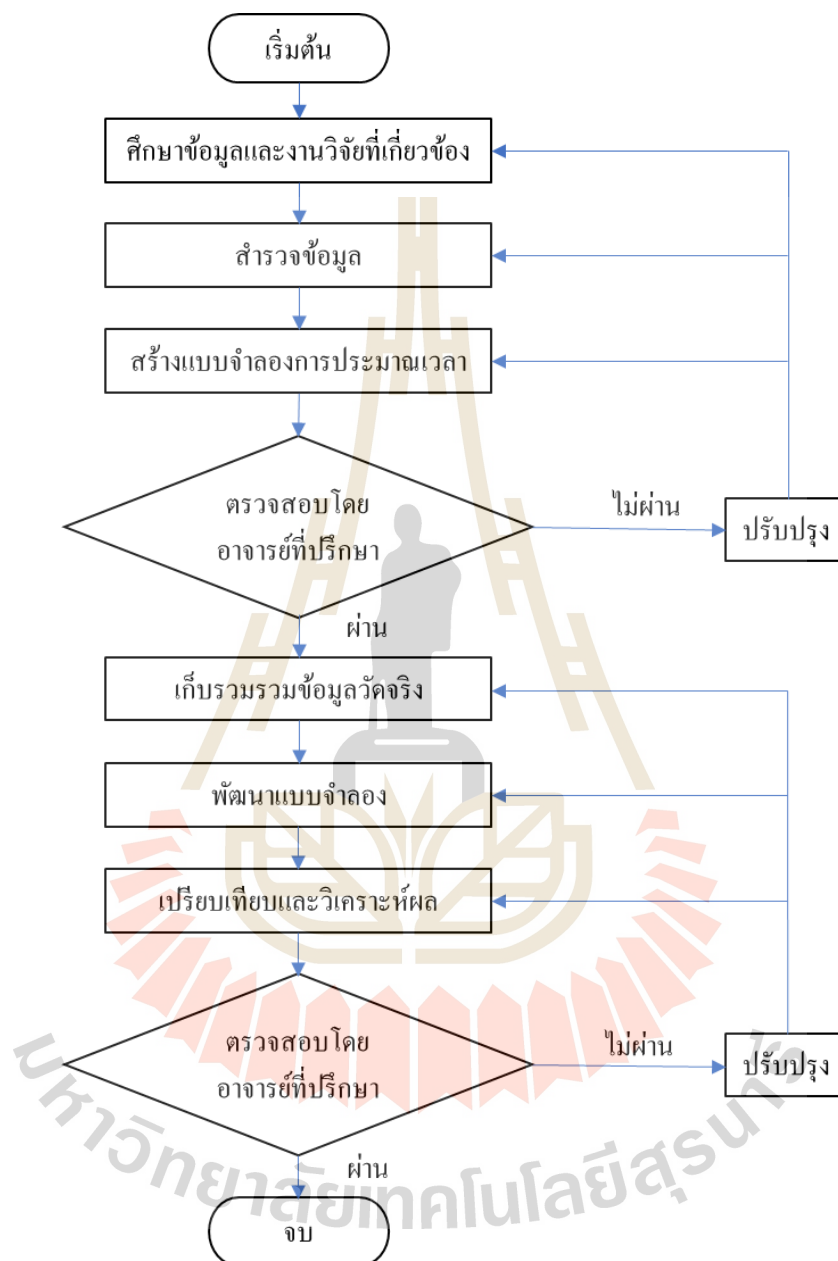 เริ่มต้น
ศึกษาข้อมูลและงานวิจัยที่เกี่ยวข้อง
สำรวจข้อมูล
สร้างแบบจำลองการประมาณเวลา
ตรวจสอบโดย
อาจารย์ที่ปรึกษา
ไม่ผ่าน
ปรับปรุง
ผ่าน
เก็บรวมรวมข้อมูลวัดจริง
พัฒนาแบบจำลอง
เปรียบเทียบและวิเคราะห์ผล
ตรวจสอบโดย
อาจารย์ที่ปรึกษา
ไม่ผ่าน
ปรับปรุง
ผ่าน
จบ
มหาวิทยาลัยเทคโนโลยีสุรนารี